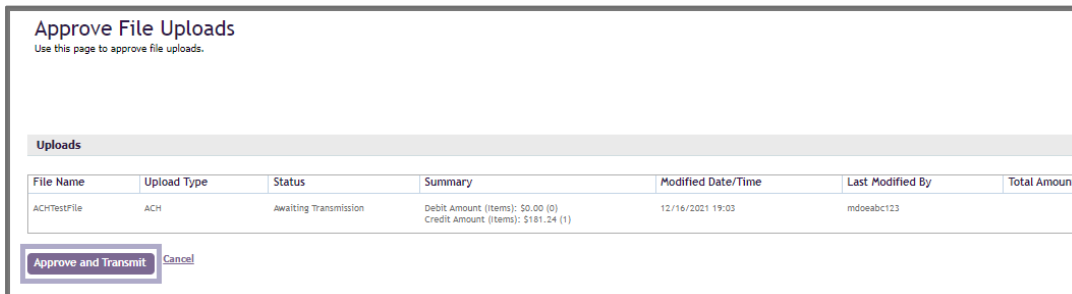 Approve File Uploads
Use this page to approve file uploads.
Uploads
File Name Upload Type Status Summary Modified Date/Time Last Modified By Total Amoun
ACHTestFile ACH Awaiting Transmission Debit Amount (Items): $0.00 (0) 12/16/2021 19:03 mdoeabc123
Credit Amount (Items): $181.24 (1)
Approve and Transmit Cancel